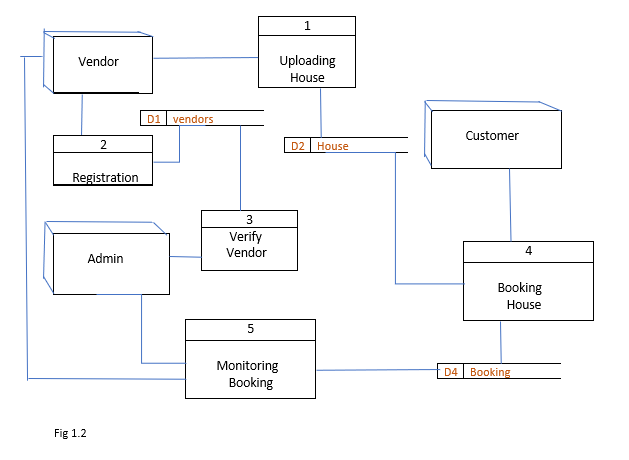 1
Uploading
House
Vendor
D1 vendors
2
Registration
D2 House
Customer
3
Verify
Vendor
Admin
4
Booking
House
5
Monitoring
Booking
D4 Booking
Fig 1.2